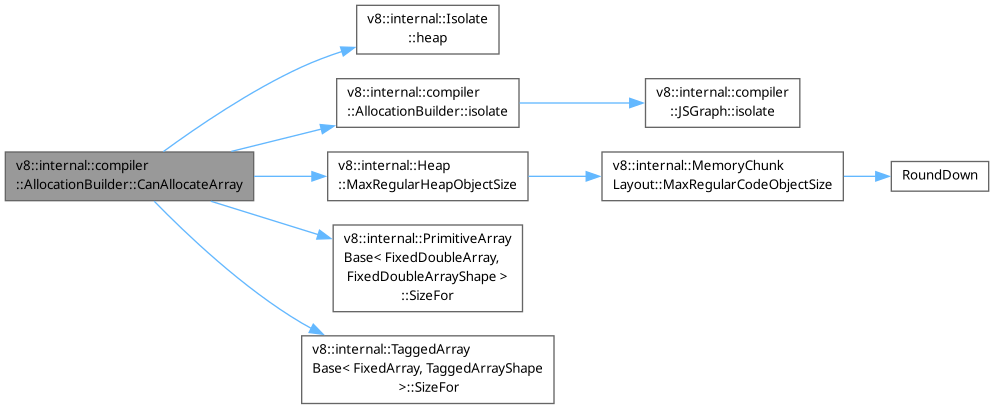 v8::internal::Isolate
::heap
v8::internal::compiler
::AllocationBuilder::isolate
v8::internal::compiler
::JSGraph::isolate
v8::internal::compiler
::AllocationBuilder::CanAllocateArray
v8::internal::Heap
::MaxRegularHeapObjectSize
v8::internal::MemoryChunk
Layout::MaxRegularCodeObjectSize
RoundDown
v8::internal::PrimitiveArray
Base< FixedDoubleArray,
FixedDoubleArrayShape >
::SizeFor
v8::internal::TaggedArray
Base< FixedArray, TaggedArrayShape
>::SizeFor